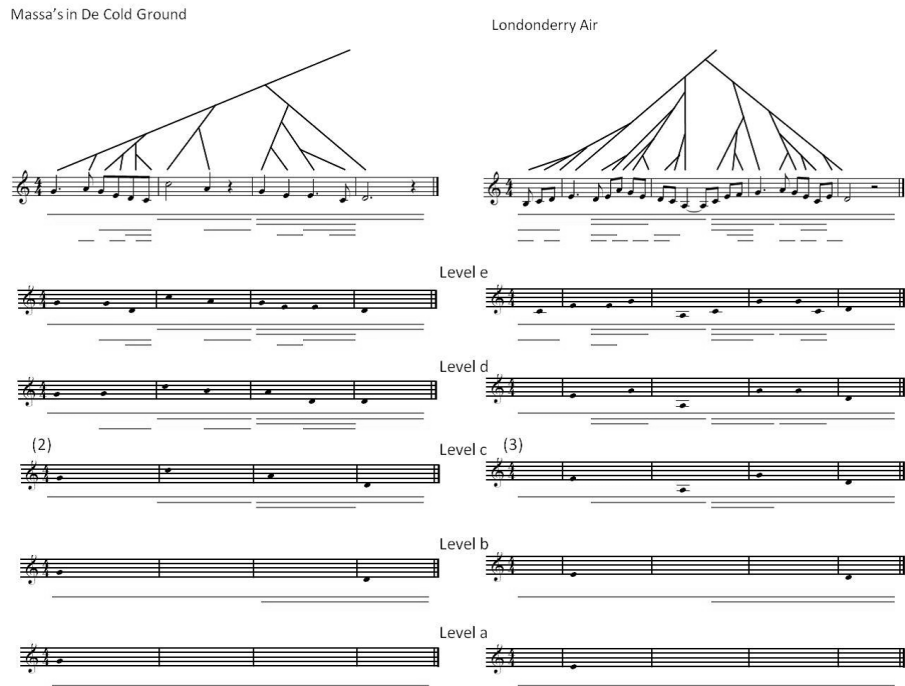 Massa's in De Cold Ground
Londonderry Air
Level e
Level d
(2)
Level c
(3)
Level b
Level a